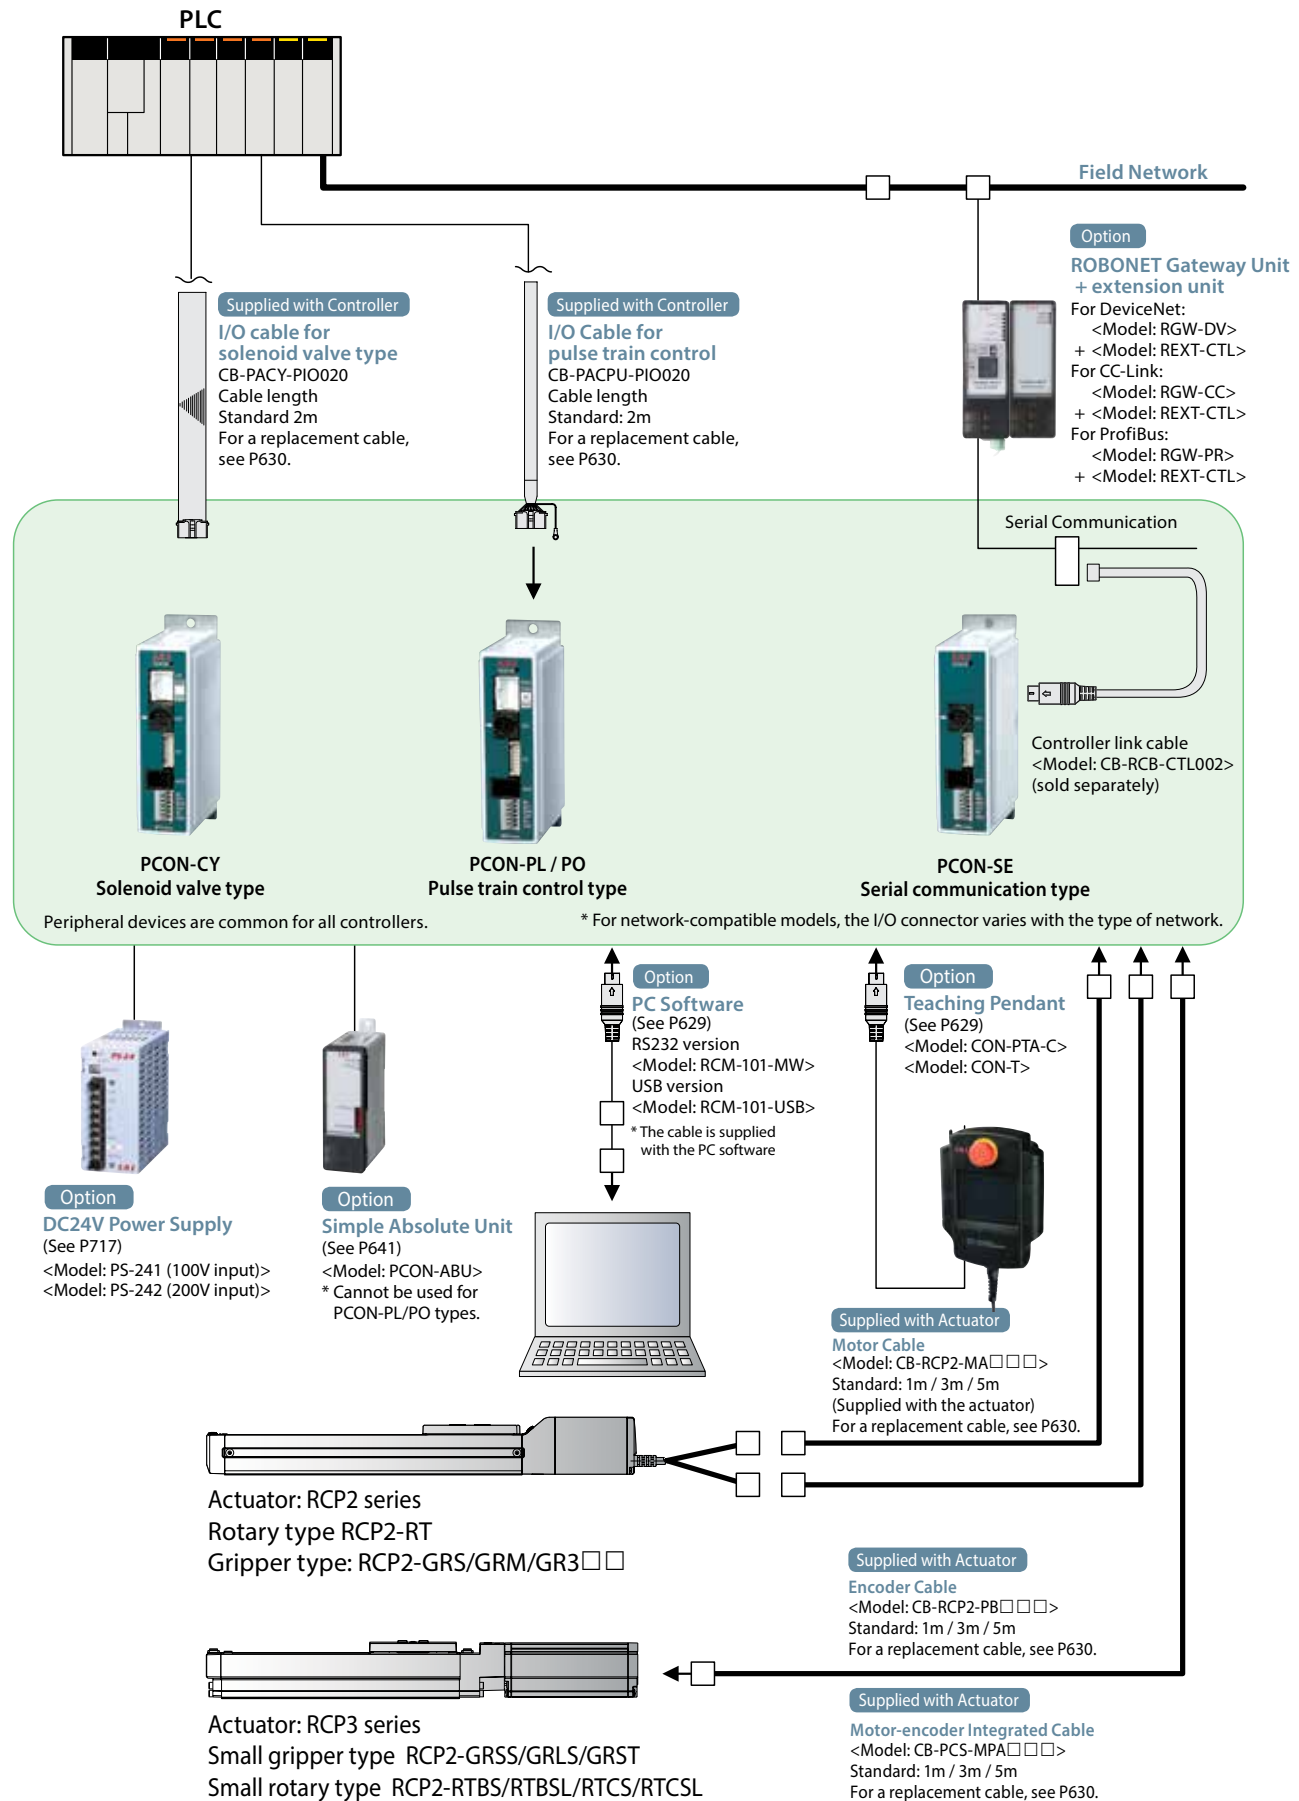 PLC
Field Network
Option
ROBONET Gateway Unit
+ extension unit
For DeviceNet:
<Model: RGW-DV>
+ <Model: REXT-CTL>
For CC-Link:
<Model: RGW-CC>
+ <Model: REXT-CTL>
For ProfiBus:
<Model: RGW-PR>
+ <Model: REXT-CTL>
Supplied with Controller
I/O cable for
solenoid valve type
CB-PACY-PIO020
Cable length
Standard 2m
For a replacement cable,
see P630.
Supplied with Controller
I/O Cable for
pulse train control
CB-PACPU-PIO020
Cable length
Standard: 2m
For a replacement cable,
see P630.
Serial Communication
Controller link cable
<Model: CB-RCB-CTL002>
(sold separately)
PCON-CY
Solenoid valve type
PCON-PL / PO
Pulse train control type
PCON-SE
Serial communication type
Peripheral devices are common for all controllers.
* For network-compatible models, the I/O connector varies with the type of network.
Option
PC Software
(See P629)
RS232 version
<Model: RCM-101-MW>
USB version
<Model: RCM-101-USB>
* The cable is supplied
with the PC software
Option
Teaching Pendant
(See P629)
<Model: CON-PTA-C>
<Model: CON-T>
PS-24
Option
DC24V Power Supply
(See P717)
<Model: PS-241 (100V input)>
<Model: PS-242 (200V input)>
Option
Simple Absolute Unit
(See P641)
<Model: PCON-ABU>
* Cannot be used for
PCON-PL/PO types.
Supplied with Actuator
Motor Cable
<Model: CB-RCP2-MA□□□>
Standard: 1m / 3m / 5m
(Supplied with the actuator)
For a replacement cable, see P630.
Actuator: RCP2 series
Rotary type RCP2-RT
Gripper type: RCP2-GRS/GRM/GR3□□
Supplied with Actuator
Encoder Cable
<Model: CB-RCP2-PB□□□>
Standard: 1m / 3m / 5m
For a replacement cable, see P630.
Actuator: RCP3 series
Small gripper type RCP2-GRSS/GRLS/GRST
Small rotary type RCP2-RTBS/RTBSL/RTCS/RTCSL
Supplied with Actuator
Motor-encoder Integrated Cable
<Model: CB-PCS-MPA□□□>
Standard: 1m / 3m / 5m
For a replacement cable, see P630.